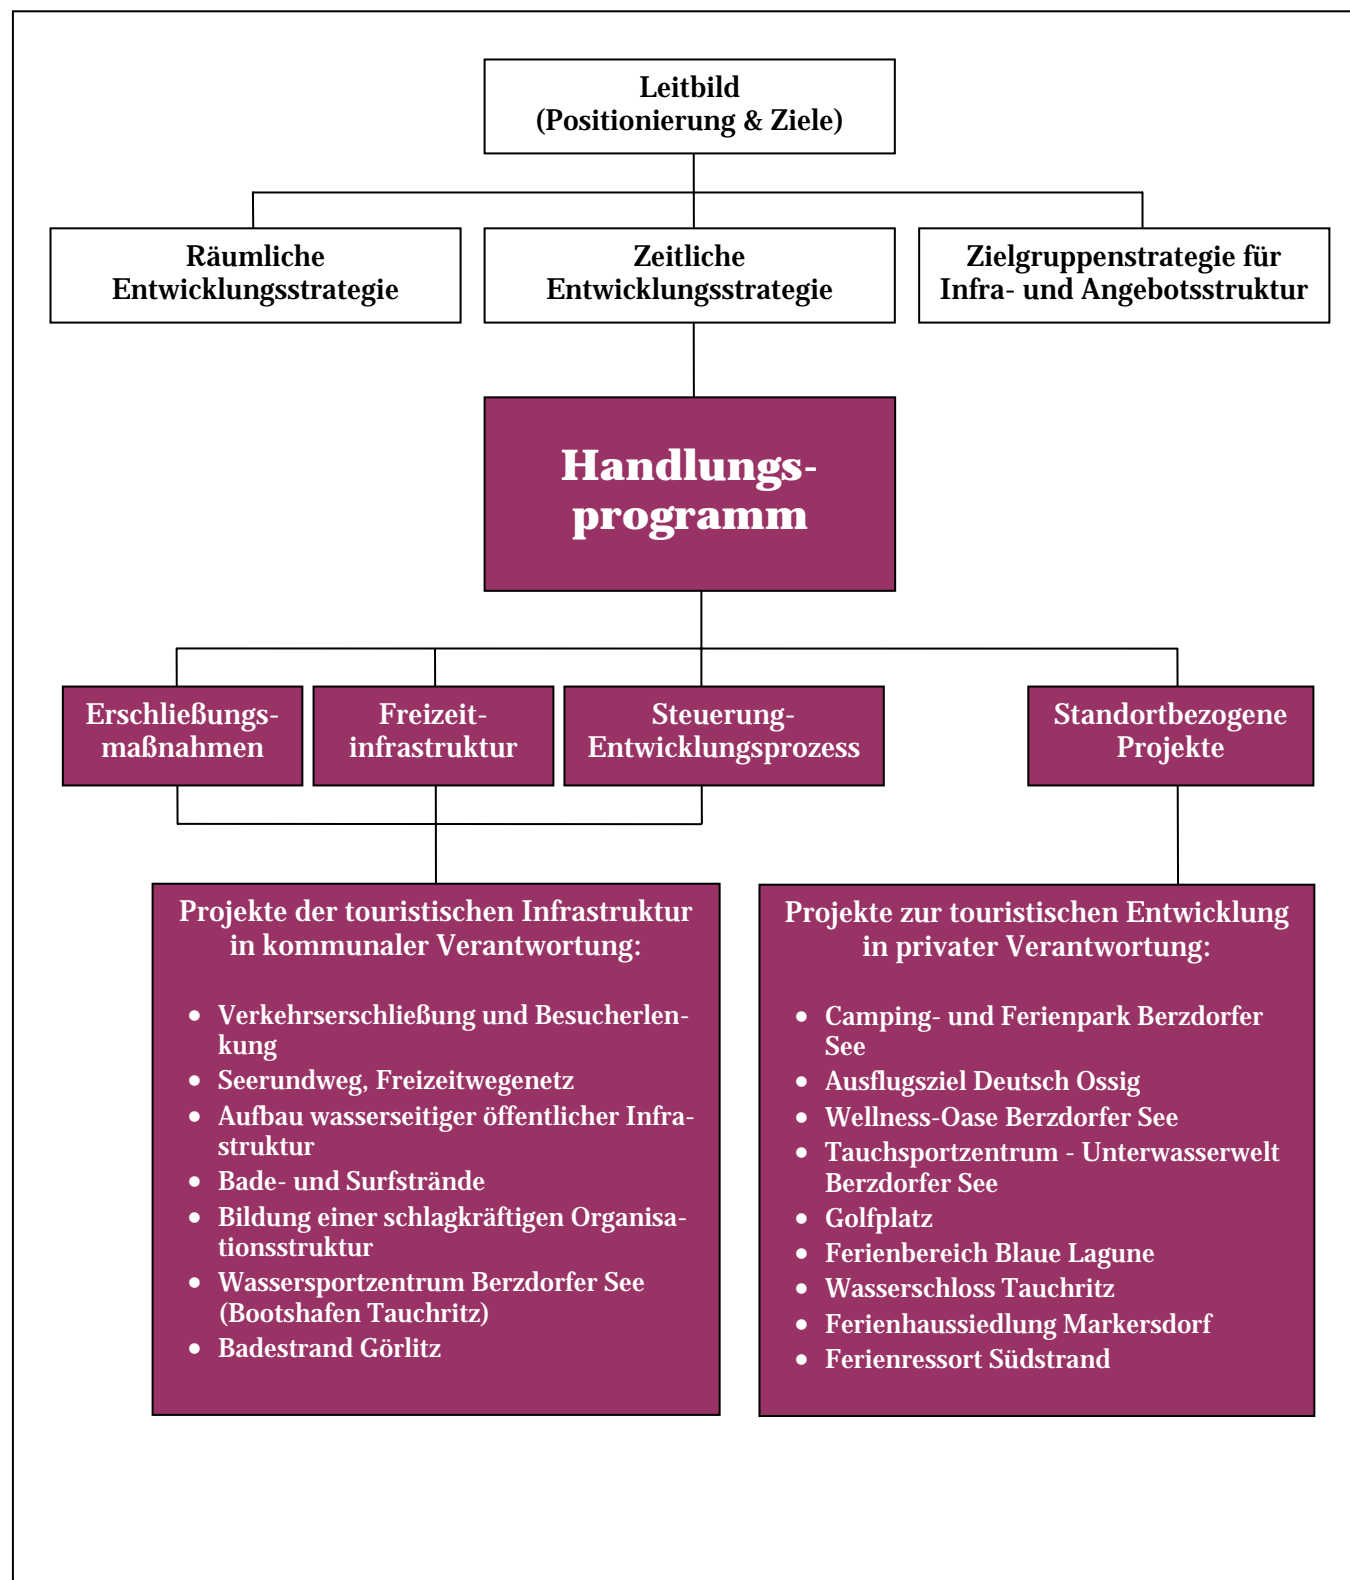 Leitbild
(Positionierung & Ziele)
Räumliche
Entwicklungsstrategie
Zeitliche
Entwicklungsstrategie
Zielgruppenstrategie für
Infra- und Angebotsstruktur
Handlungs-
programm
Erschließungs-
maßnahmen
Freizeit-
infrastruktur
Steuerung-
Entwicklungsprozess
Standortbezogene
Projekte
Projekte der touristischen Infrastruktur
in kommunaler Verantwortung:
• Verkehrserschließung und Besucherlen-
kung
• Seerundweg, Freizeitwegenetz
• Aufbau wasserseitiger öffentlicher Infra-
struktur
• Bade- und Surfstrände
• Bildung einer schlagkräftigen Organisa-
tionsstruktur
• Wassersportzentrum Berzdorfer See
(Bootshafen Tauchritz)
• Badestrand Görlitz
Projekte zur touristischen Entwicklung
in privater Verantwortung:
• Camping- und Ferienpark Berzdorfer
See
• Ausflugsziel Deutsch Ossig
• Wellness-Oase Berzdorfer See
• Tauchsportzentrum - Unterwasserwelt
Berzdorfer See
• Golfplatz
• Ferienbereich Blaue Lagune
• Wasserschloss Tauchritz
• Ferienhaussiedlung Markersdorf
• Ferienressort Südstrand